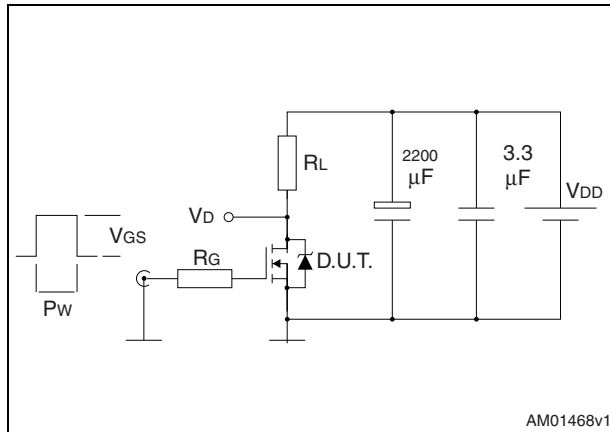 RL
2200
μF
3.3
μF
VDD
VD
VGS
RG
D.U.T.
PW
AM01468v1